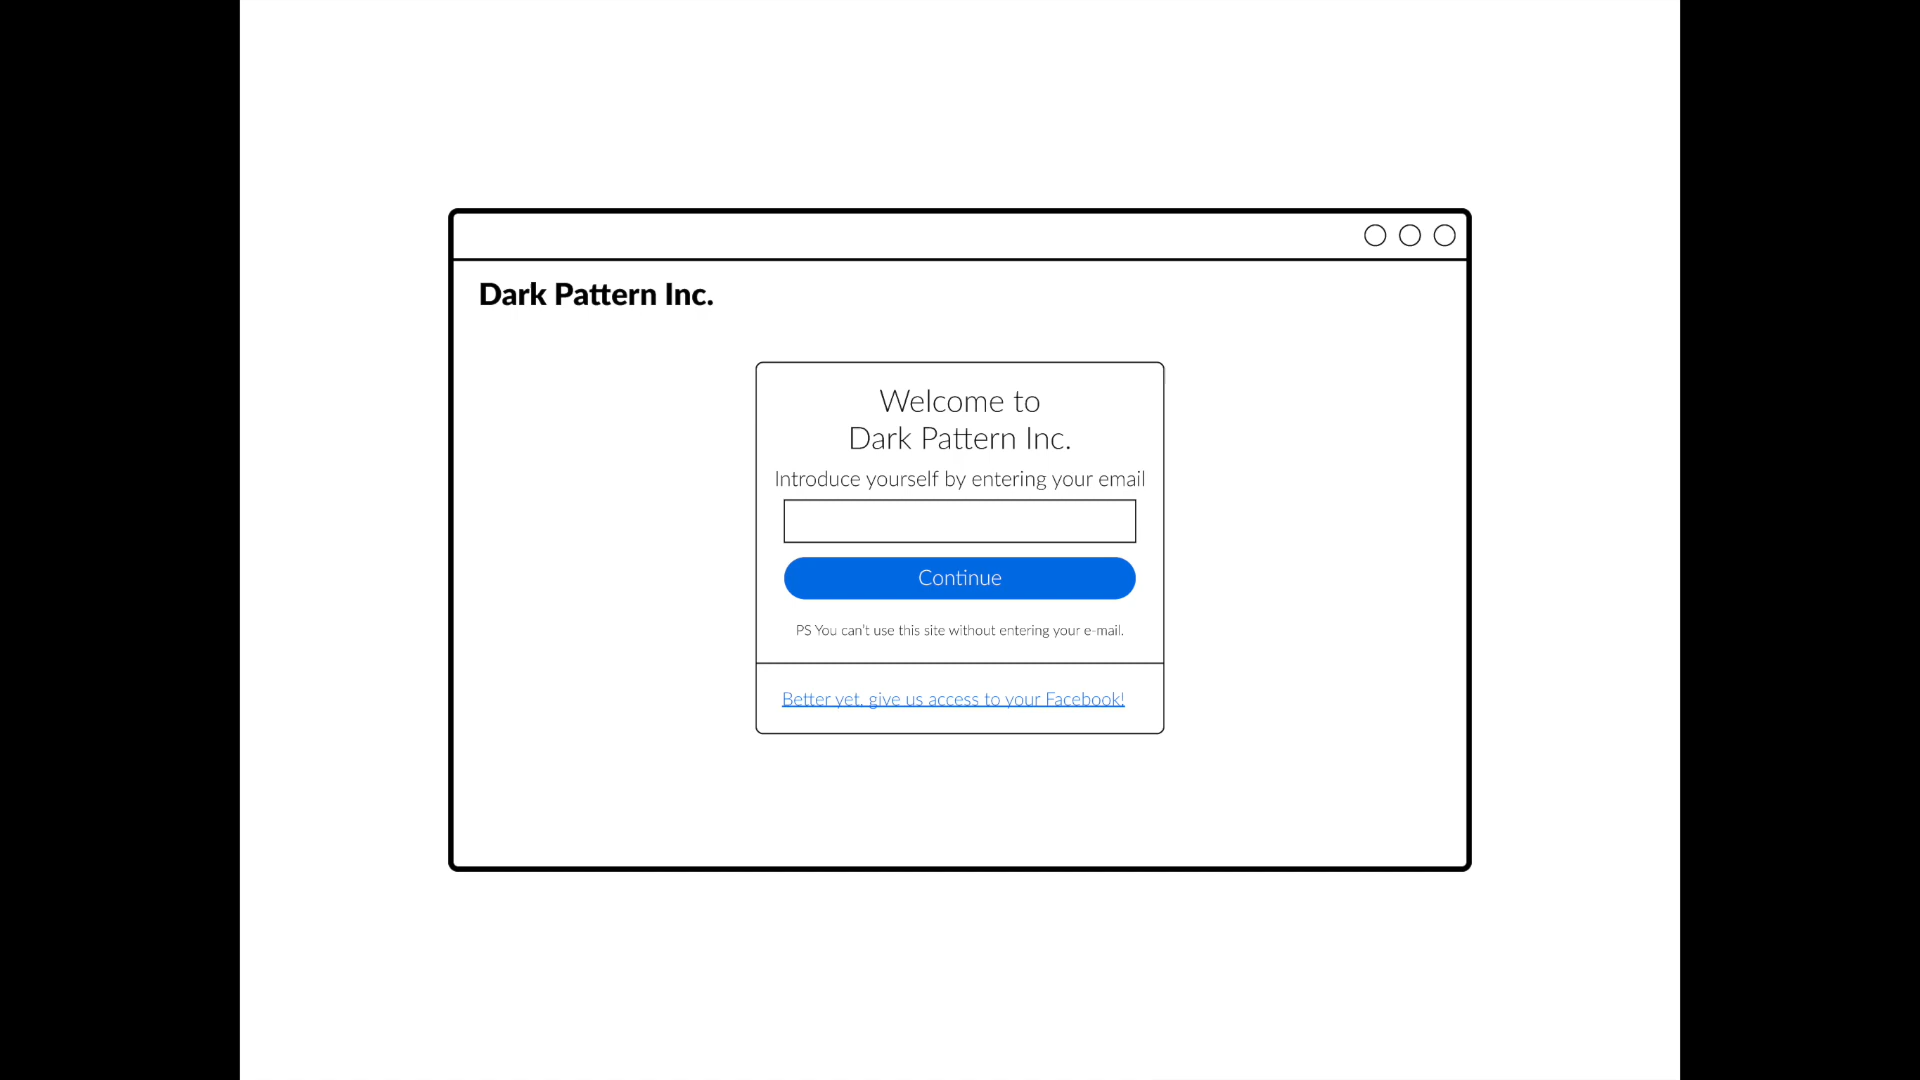 Dark Pattern Inc.
Welcome to
Dark Pattern Inc.
Introduce yourself by entering your email
Continue
PS You can't use this site without entering your e-mail.
Better yet, give us access to your Facebook!